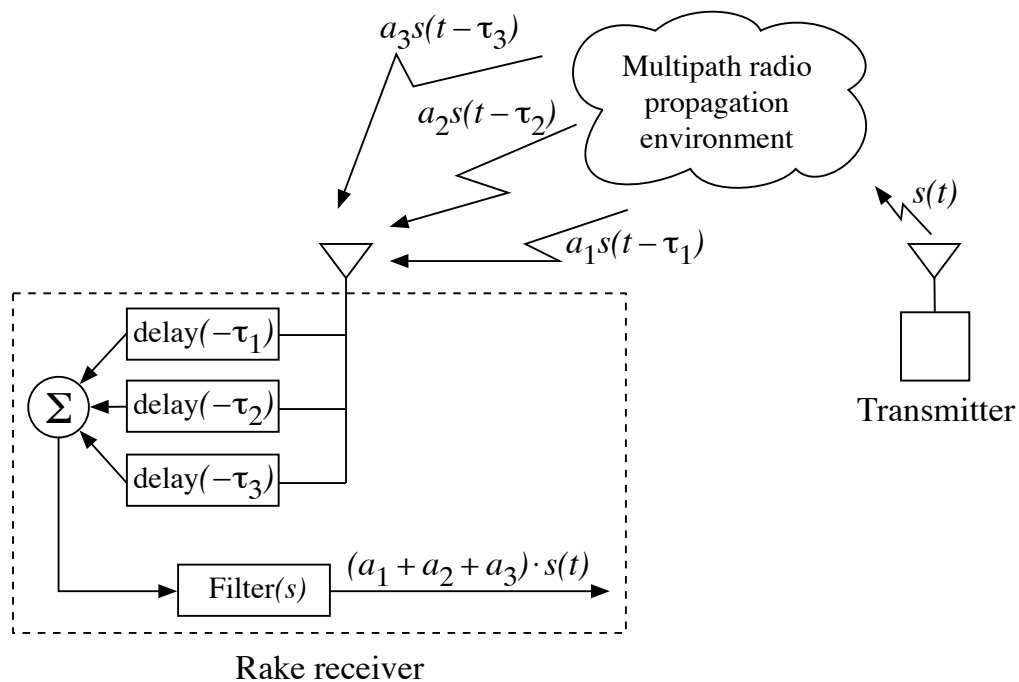 a₃s(t − τ₃)
Multipath radio
propagation
environment
a₂s(t − τ₂)
s(t)
a₁s(t − τ₁)
delay(−τ₁)
delay(−τ₂)
Σ
delay(−τ₃)
Transmitter
(a₁ + a₂ + a₃) · s(t)
Filter(s)
Rake receiver